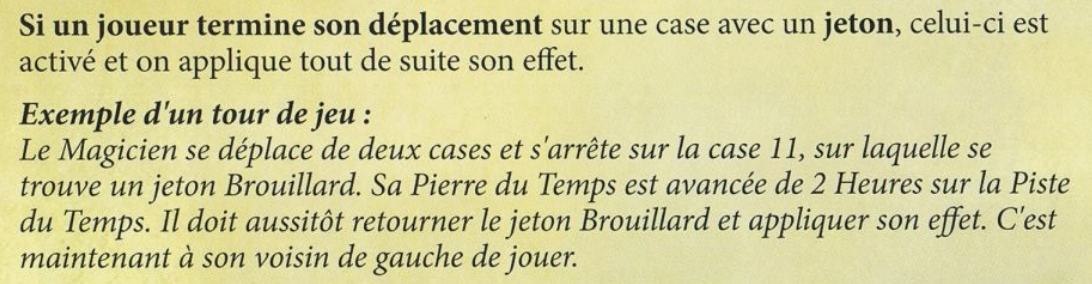 Si un joueur termine son déplacement sur une case avec un jeton, celui-ci est
activé et on applique tout de suite son effet.
Exemple d'un tour de jeu :
Le Magicien se déplace de deux cases et s'arrête sur la case 11, sur laquelle se
trouve un jeton Brouillard. Sa Pierre du Temps est avancée de 2 Heures sur la Piste
du Temps. Il doit aussitôt retourner le jeton Brouillard et appliquer son effet. C'est
maintenant à son voisin de gauche de jouer.